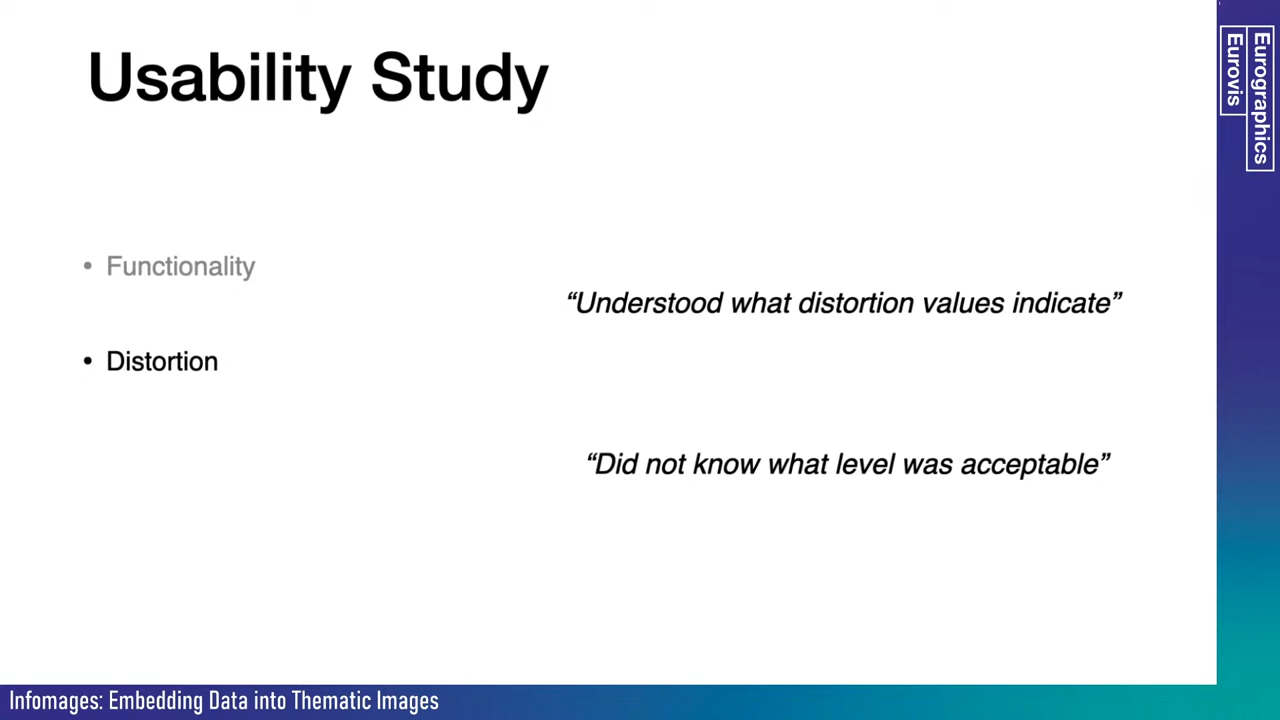 Usability Study
• Functionality
• Distortion
“Understood what distortion values indicate”
“Did not know what level was acceptable”
Eurographics
Eurovis
Infomages: Embedding Data into Thematic Images